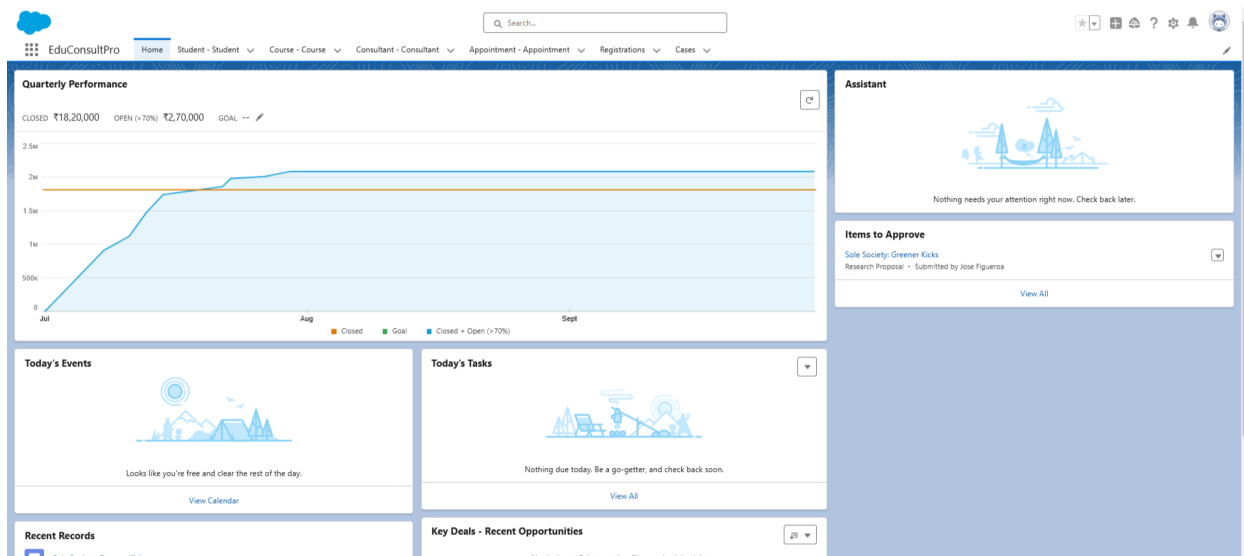 Search...
EduConsultPro Home Student - Student Course - Course Consultant - Consultant Appointment - Appointment Registrations Cases
Quarterly Performance
CLOSED ₹18,20,000 OPEN (>70%) ₹2,70,000 GOAL --
2.5M
2M
1.5M
1M
500K
0
Jul Aug Sept
Closed Goal Closed + Open (>70%)
Assistant
Nothing needs your attention right now. Check back later.
Items to Approve
Sole Society: Greener Kicks
Research Proposal • Submitted by Jose Figueroa
View All
Today's Events
Looks like you're free and clear the rest of the day.
View Calendar
Today's Tasks
Nothing due today. Be a go-getter, and check back soon.
View All
Recent Records
Key Deals - Recent Opportunities